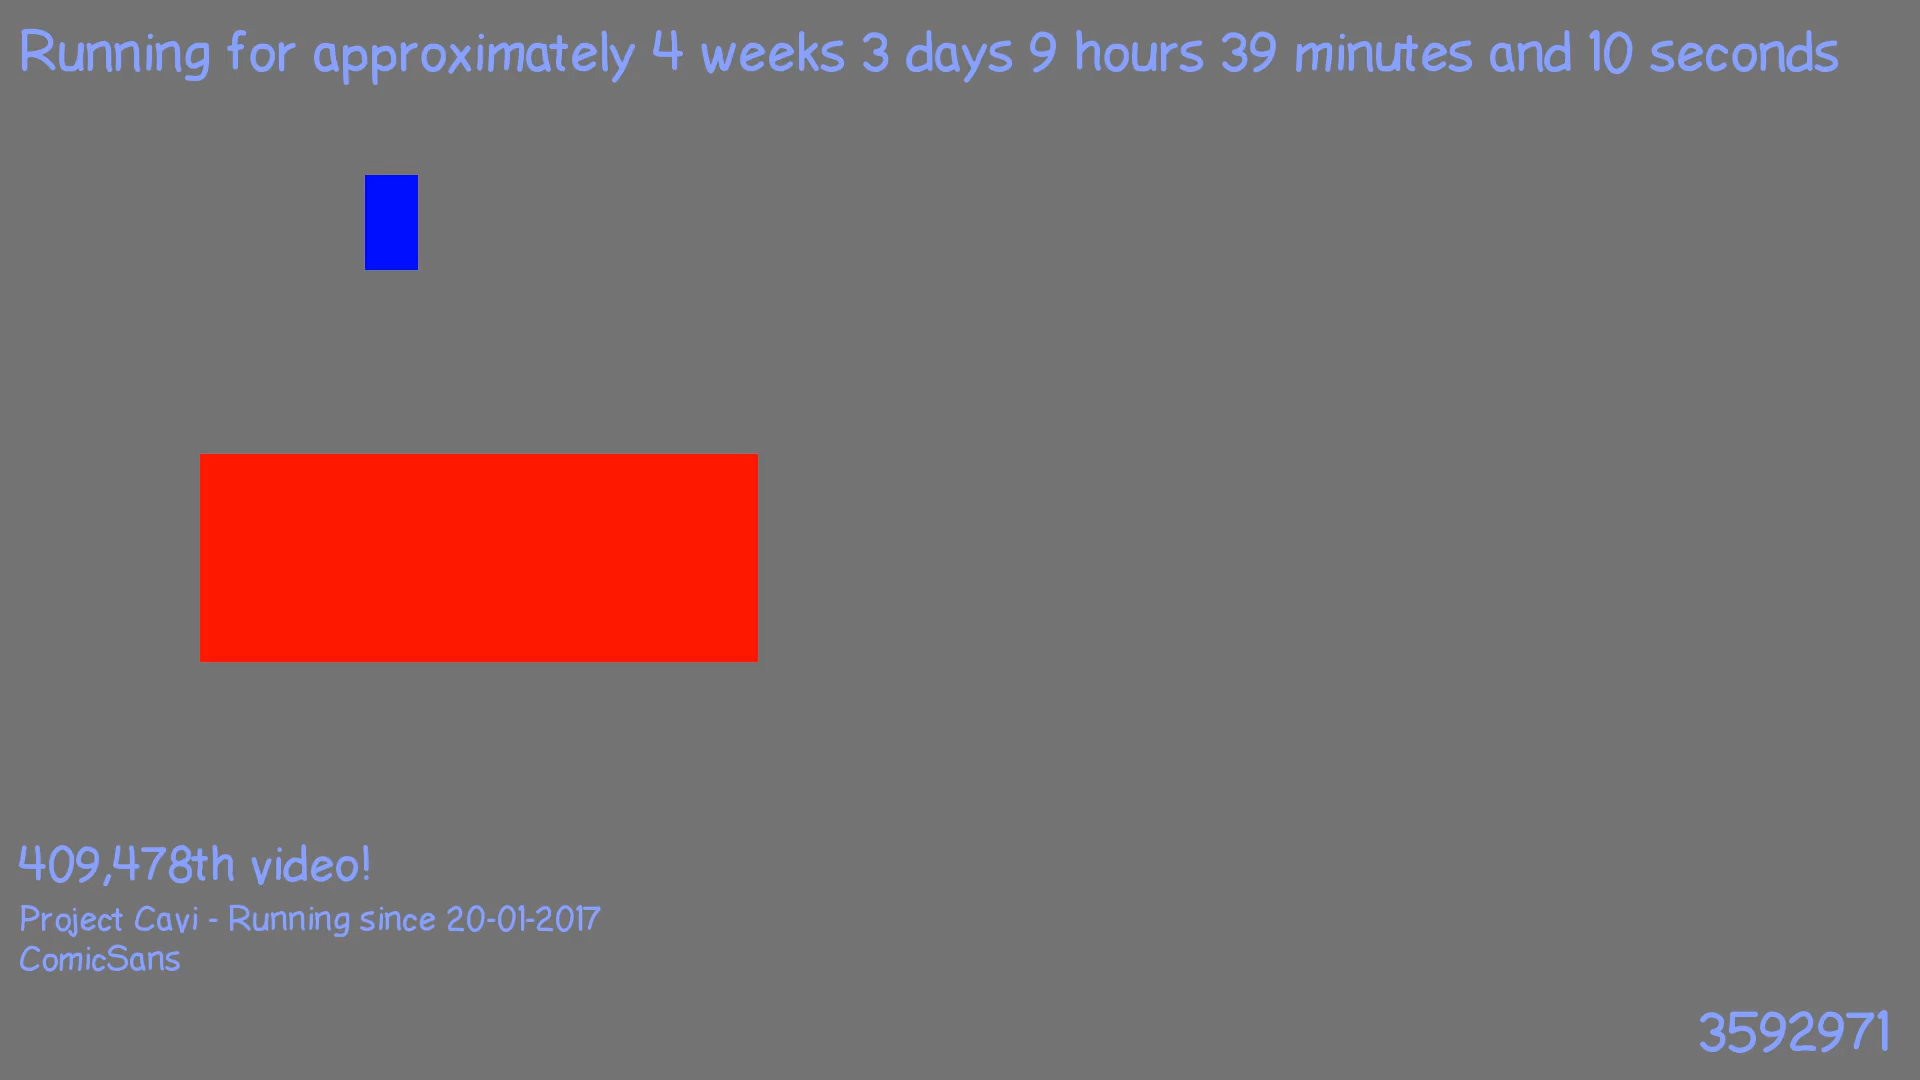 Running for approximately 4 weeks 3 days 9 hours 39 minutes and 10 seconds
409,478th video!
Project Cavi - Running since 20-01-2017
ComicSans
3592971